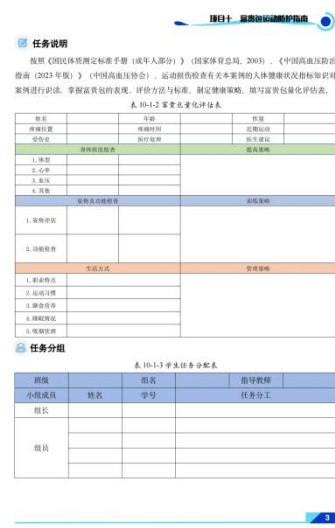 项目十 富贵包运动防护指南
任务说明
按照《国民体质测定标准手册（成年人部分）》（国家体育总局，2003）、《中国高血压防治
指南（2023 年版）》（中国高血压协会）、运动损伤检查有关本案例的人体健康状况指标知识对
案例进行识读，掌握富贵包的表现、评价方法与标准，制定健康策略，填写富贵包量化评估表。
表 10-1-2 富贵包量化评估表
姓名 年龄 性别
疼痛位置 疼痛时间 近期运动
受伤史 医疗处理 医生建议
身体状况检查 提高策略
1. 体型
2. 心率
3. 血压
4. 其他
姿势及功能检查 训练策略
1. 姿势评估
2. 功能检查
生活方式 管理策略
1. 职业特点
2. 运动习惯
3. 膳食营养
4. 睡眠情况
5. 吸烟饮酒
任务分组
表 10-1-3 学生任务分配表
班级 组名 指导教师
小组成员 姓名 学号 任务分工
组长
组员
3